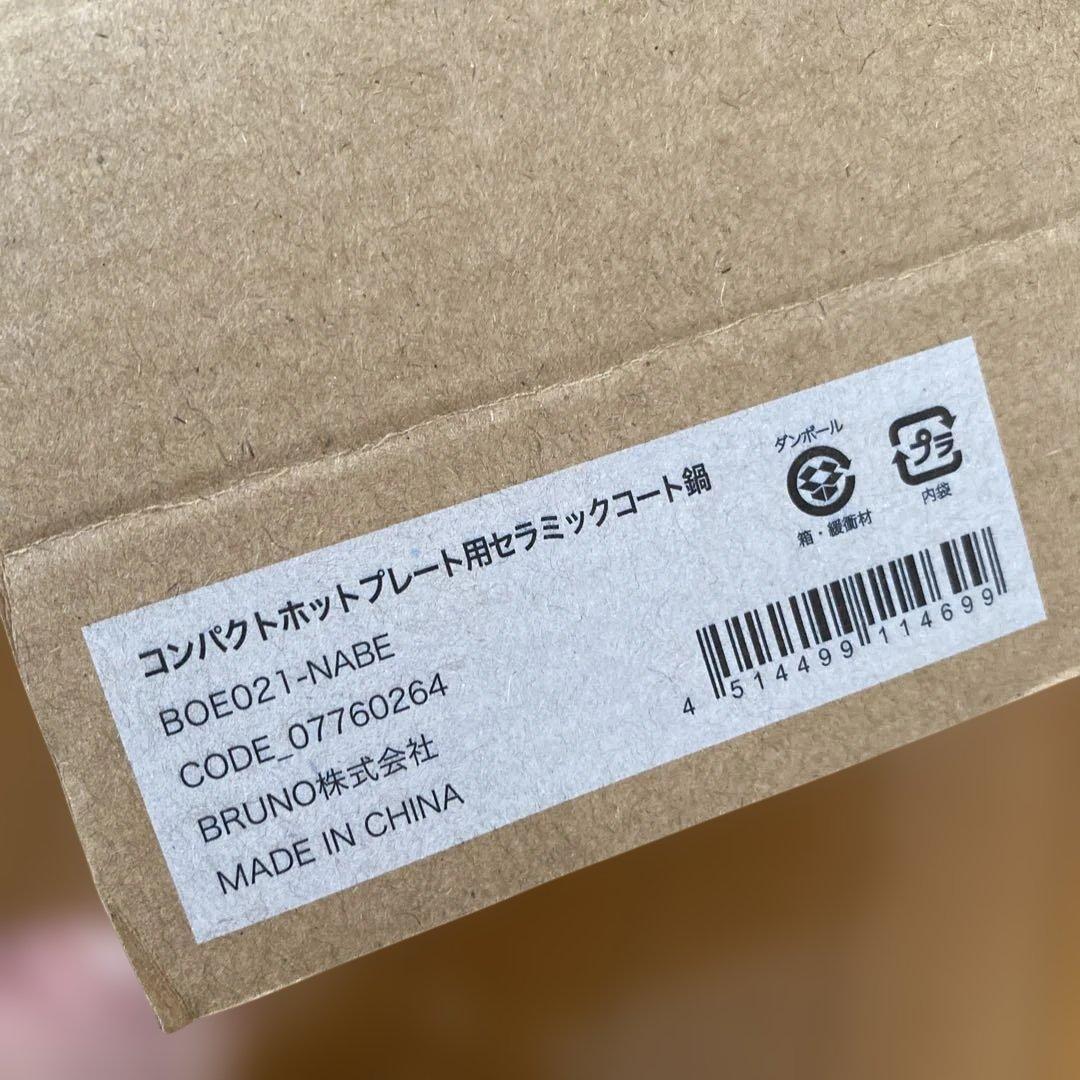 コンパクトホットプレート用セラミックコート鍋
BOE021-NABE
CODE_07760264
BRUNO株式会社
MADE IN CHINA
ダンボール
箱・緩衝材
プラ
内袋
4 514499 114699